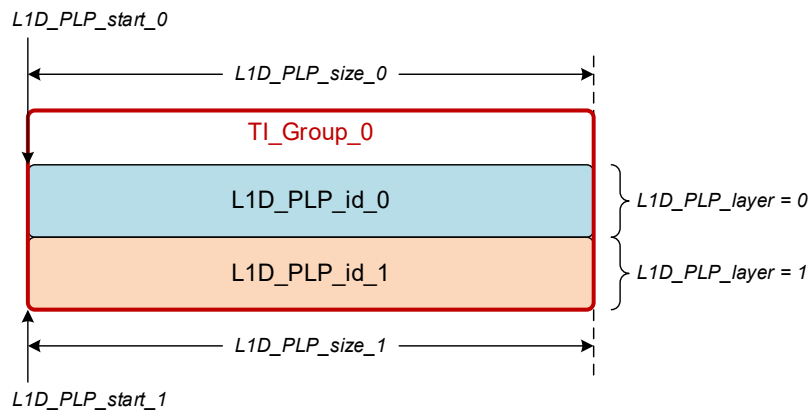 L1D_PLP_start_0
L1D_PLP_size_0
TI_Group_0
L1D_PLP_id_0
L1D_PLP_layer = 0
L1D_PLP_id_1
L1D_PLP_layer = 1
L1D_PLP_size_1
L1D_PLP_start_1